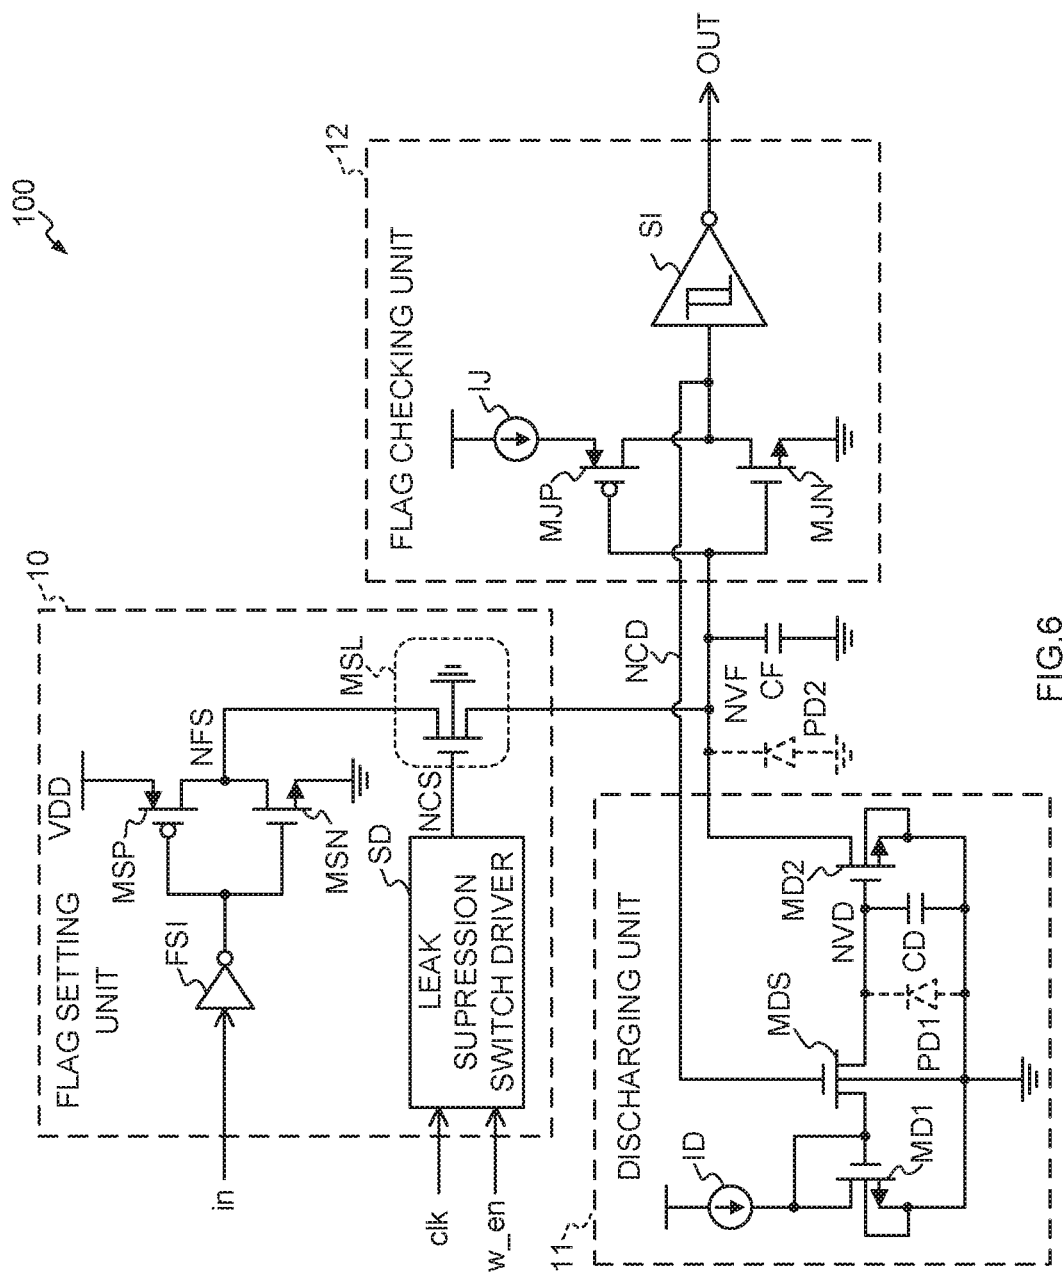 100
10
FLAG SETTING
UNIT
VDD
MSP
NFS
FSI
MSN
in
MSL
NCS
SD
LEAK
SUPRESSION
SWITCH DRIVER
clk
w_en
12
FLAG CHECKING UNIT
IJ
MJP
MJN
SI
OUT
NCD
NVF
CF
PD2
11
DISCHARGING UNIT
ID
MD1
MDS
NVD
MD2
CD
PD1
FIG.6